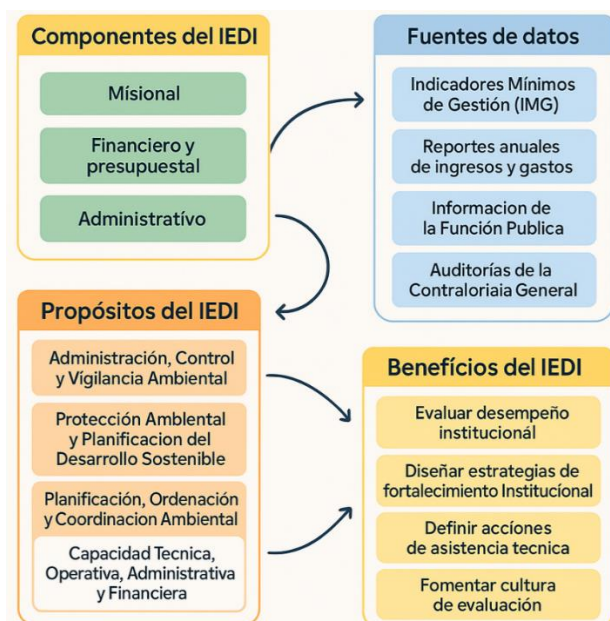 Componentes del IEDI
Mísional
Financiero y
presupuestal
Administratívo
Fuentes de datos
Indicadores Mínimos
de Gestión (IMG)
Reportes anuales
de ingresos y gastos
Informacion de
la Función Publica
Auditorías de la
Contraloriaia General
Propósitos del IEDI
Administración, Control
y Vígilancia Ambiental
Protección Amblental
y Planificacion del
Desarrollo Sostenible
Planificación, Ordenación
y Coordinacion Ambiental
Capacidad Tecnica,
Operativa, Administrativa
y Financiera
Benefícios del IEDI
Evaluar desempeño
institucionál
Diseñar estrategias de
fortalecimiento Institucíonal
Definir accíones
de asistencia tecnica
Fomentar cultura
de evaluación